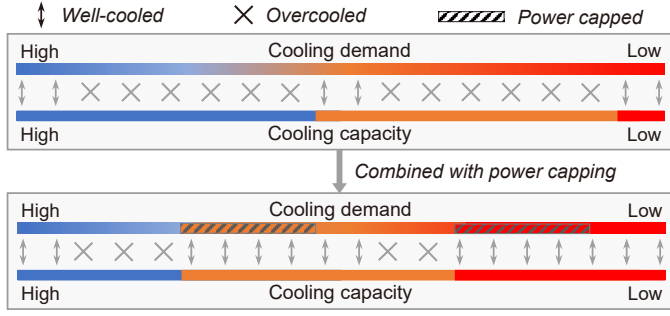 Well-cooled Overcooled Power capped
High Cooling demand Low
High Cooling capacity Low
Combined with power capping
High Cooling demand Low
High Cooling capacity Low